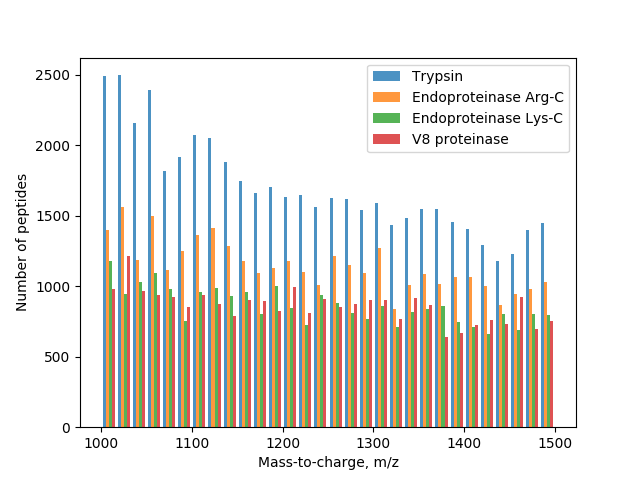 2500
2000
1500
1000
500
0
Number of peptides
Trypsin
Endoproteinase Arg-C
Endoproteinase Lys-C
V8 proteinase
1000 1100 1200 1300 1400 1500
Mass-to-charge, m/z